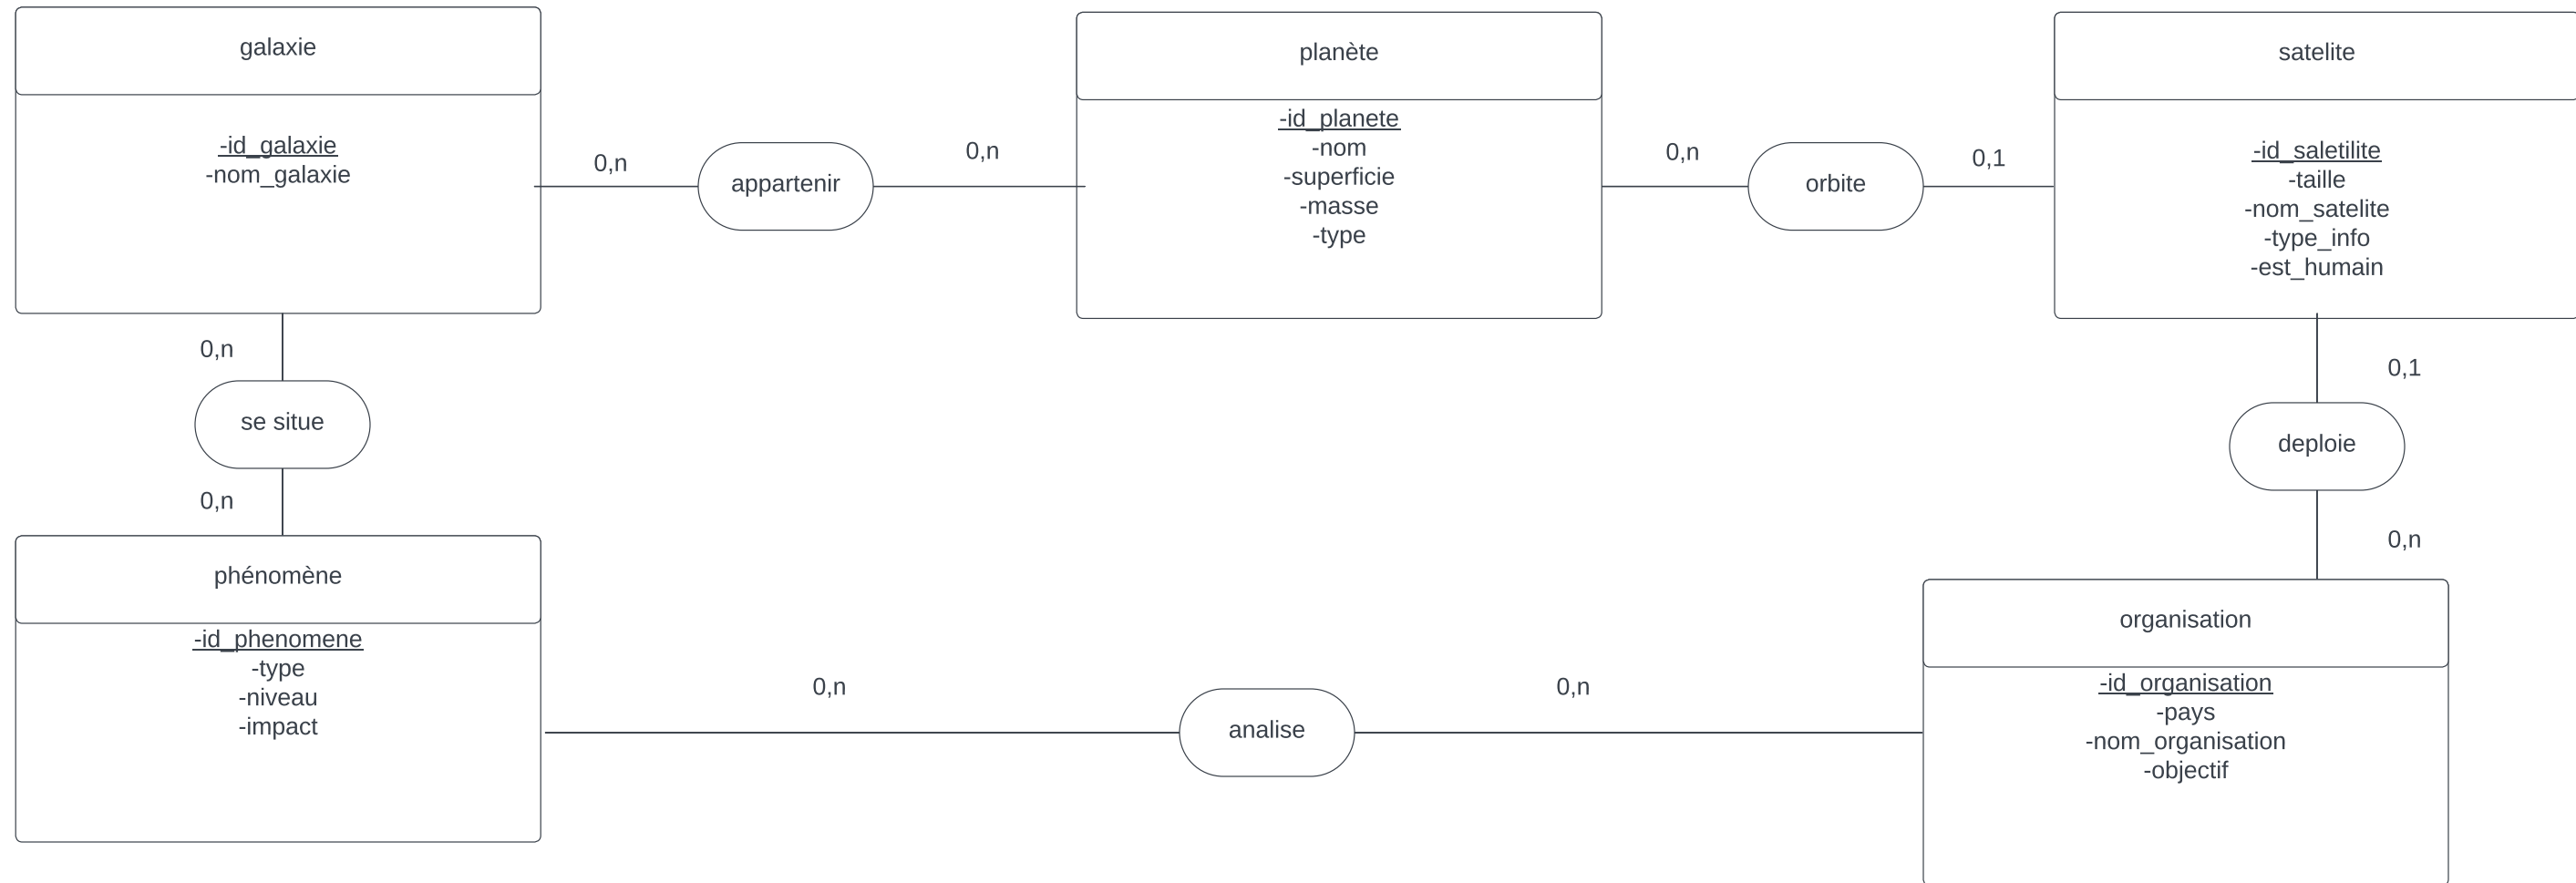 galaxie
-id_galaxie
-nom_galaxie
0,n
appartenir
0,n
planète
-id_planete
-nom
-superficie
-masse
-type
0,n
orbite
0,1
satelite
-id_saletilite
-taille
-nom_satelite
-type_info
-est_humain
0,n
se situe
0,n
0,1
deploie
0,n
phénomène
-id_phenomene
-type
-niveau
-impact
0,n
analise
0,n
organisation
-id_organisation
-pays
-nom_organisation
-objectif